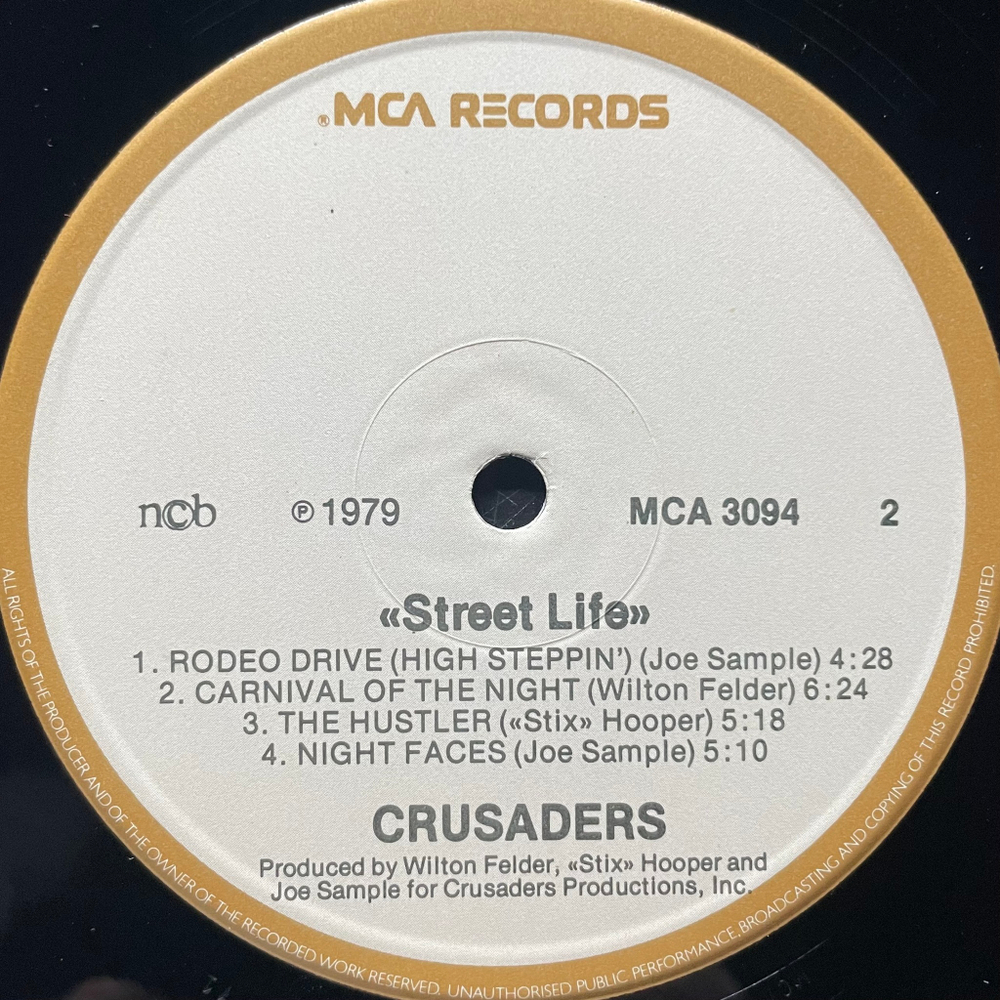 ® MCA RECORDS
ncb ℗ 1979 MCA 3094 2
«Street Life»
1. RODEO DRIVE (HIGH STEPPIN') (Joe Sample) 4:28
2. CARNIVAL OF THE NIGHT (Wilton Felder) 6:24
3. THE HUSTLER («Stix» Hooper) 5:18
4. NIGHT FACES (Joe Sample) 5:10
CRUSADERS
Produced by Wilton Felder, «Stix» Hooper and
Joe Sample for Crusaders Productions, Inc.
ALL RIGHTS OF THE PRODUCER AND OF THE OWNER OF THE RECORDED WORK RESERVED. UNAUTHORISED PUBLIC PERFORMANCE, BROADCASTING AND COPYING OF THIS RECORD PROHIBITED.